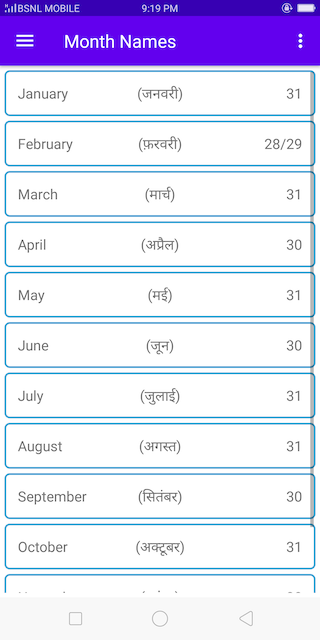 BSNL MOBILE 9:19 PM
Month Names
January (जनवरी) 31
February (फ़रवरी) 28/29
March (मार्च) 31
April (अप्रैल) 30
May (मई) 31
June (जून) 30
July (जुलाई) 31
August (अगस्त) 31
September (सितंबर) 30
October (अक्टूबर) 31